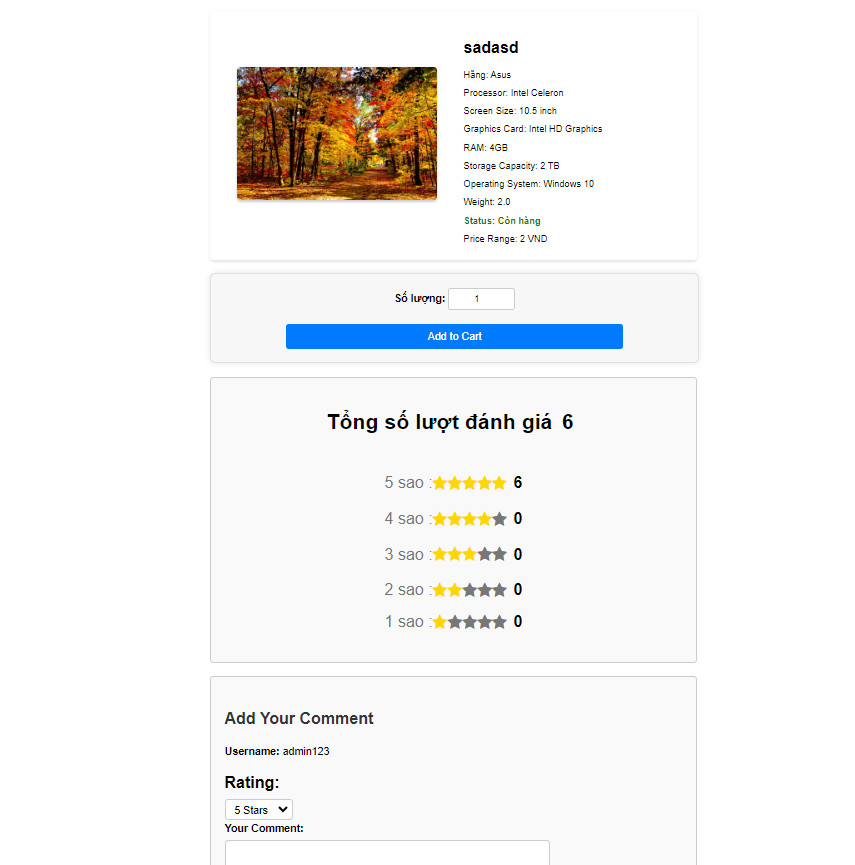 sadasd
Hãng: Asus
Processor: Intel Celeron
Screen Size: 10.5 inch
Graphics Card: Intel HD Graphics
RAM: 4GB
Storage Capacity: 2 TB
Operating System: Windows 10
Weight: 2.0
Status: Còn hàng
Price Range: 2 VND
Số lượng: 1
Add to Cart
Tổng số lượt đánh giá 6
5 sao : 6
4 sao : 0
3 sao : 0
2 sao : 0
1 sao : 0
Add Your Comment
Username: admin123
Rating:
5 Stars
Your Comment: